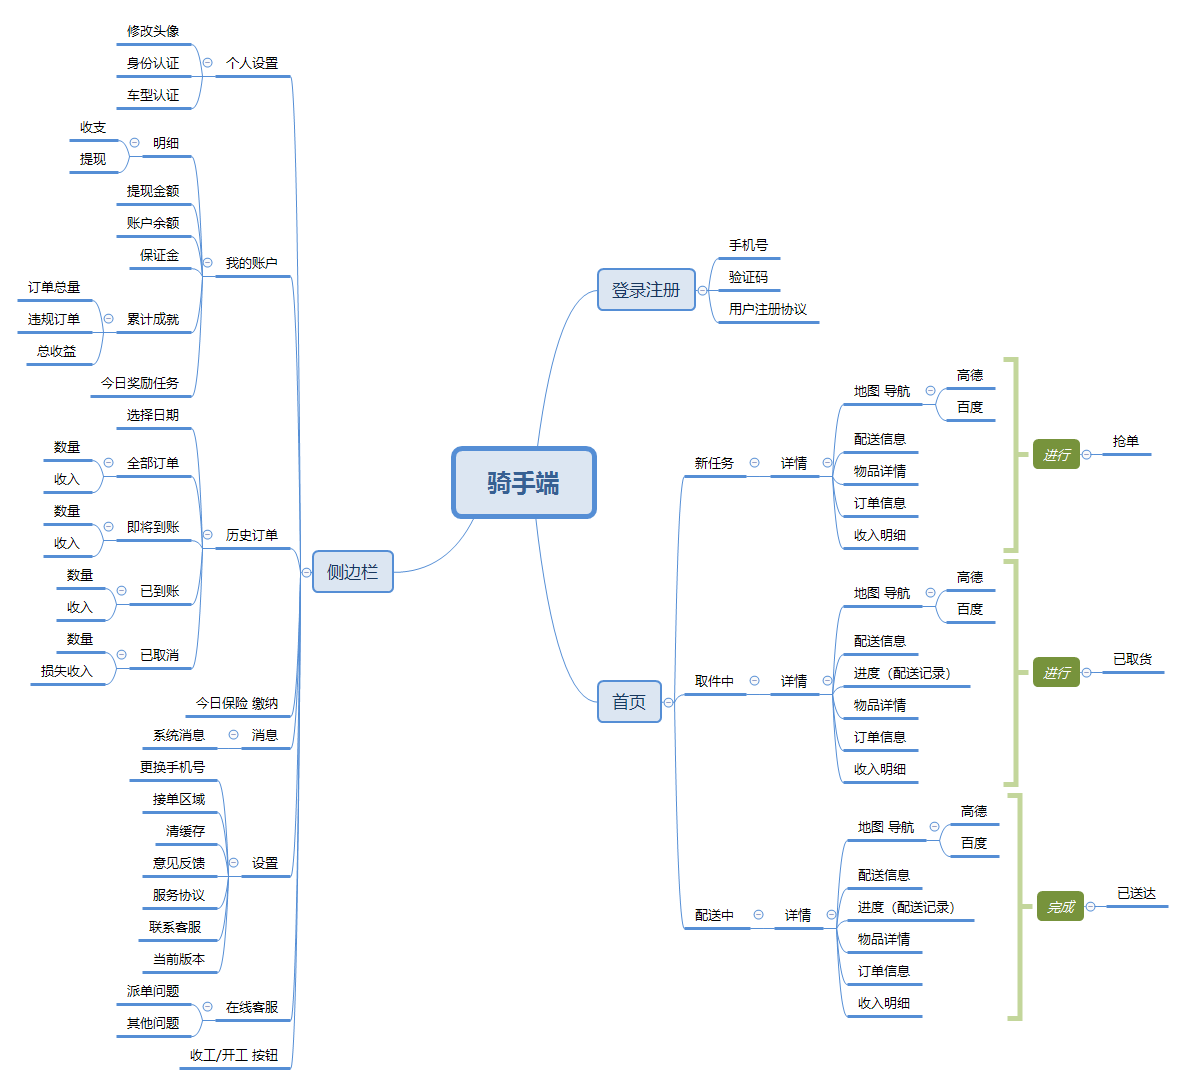 骑手端
登录注册
手机号
验证码
用户注册协议
首页
新任务
详情
地图 导航
高德
百度
配送信息
物品详情
订单信息
收入明细
进行
抢单
取件中
详情
地图 导航
高德
百度
配送信息
进度（配送记录）
物品详情
订单信息
收入明细
进行
已取货
配送中
详情
地图 导航
高德
百度
配送信息
进度（配送记录）
物品详情
订单信息
收入明细
完成
已送达
侧边栏
个人设置
修改头像
身份认证
车型认证
我的账户
明细
收支
提现
提现金额
账户余额
保证金
累计成就
订单总量
违规订单
总收益
今日奖励任务
历史订单
选择日期
全部订单
数量
收入
即将到账
数量
收入
已到账
数量
收入
已取消
数量
损失收入
今日保险 缴纳
消息
系统消息
设置
更换手机号
接单区域
清缓存
意见反馈
服务协议
联系客服
当前版本
在线客服
派单问题
其他问题
收工/开工 按钮